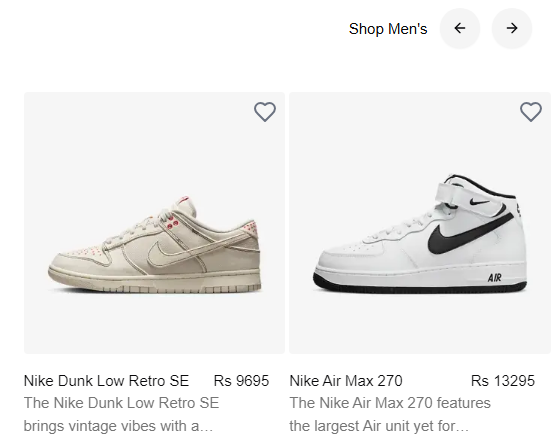 Shop Men's
AIR
Nike Dunk Low Retro SE Rs 9695
The Nike Dunk Low Retro SE
brings vintage vibes with a…
Nike Air Max 270 Rs 13295
The Nike Air Max 270 features
the largest Air unit yet for…